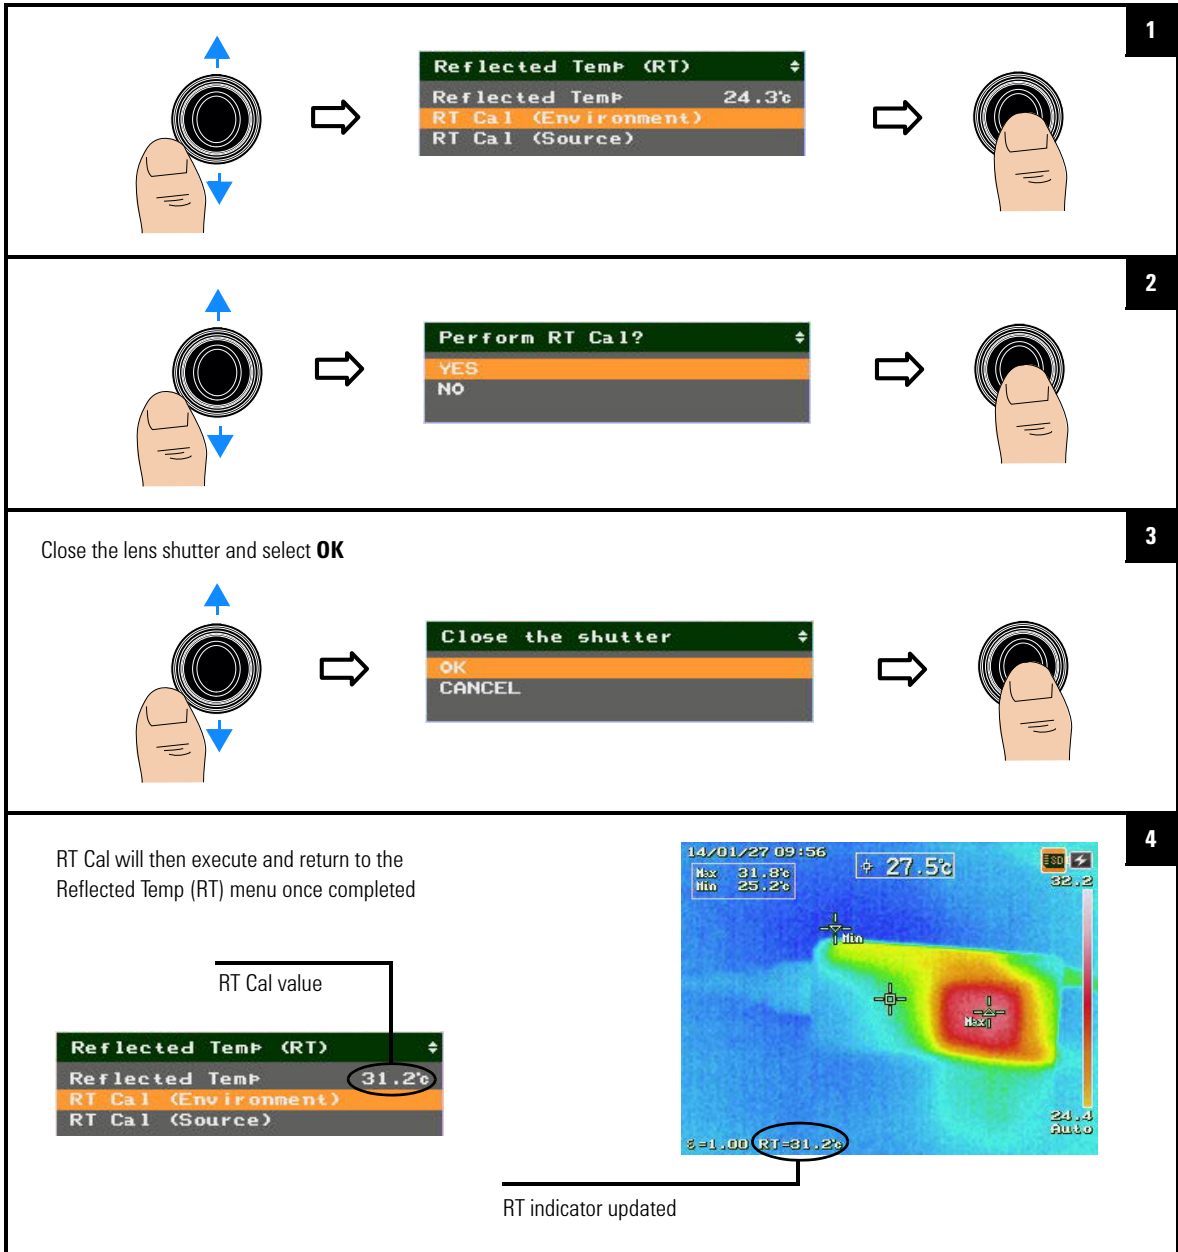 1
Reflected Temp (RT)
Reflected Temp 24.3℃
RT Cal (Environment)
RT Cal (Source)
2
Perform RT Cal?
YES
NO
3
Close the lens shutter and select OK
Close the shutter
OK
CANCEL
4
RT Cal will then execute and return to the
Reflected Temp (RT) menu once completed
RT Cal value
Reflected Temp (RT)
Reflected Temp 31.2℃
RT Cal (Environment)
RT Cal (Source)
14/01/27 09:56
Max 31.8℃
Min 25.2℃
27.5℃
SD
32.2
Min
Max
24.4
Auto
ε=1.00 RT=31.2℃
RT indicator updated